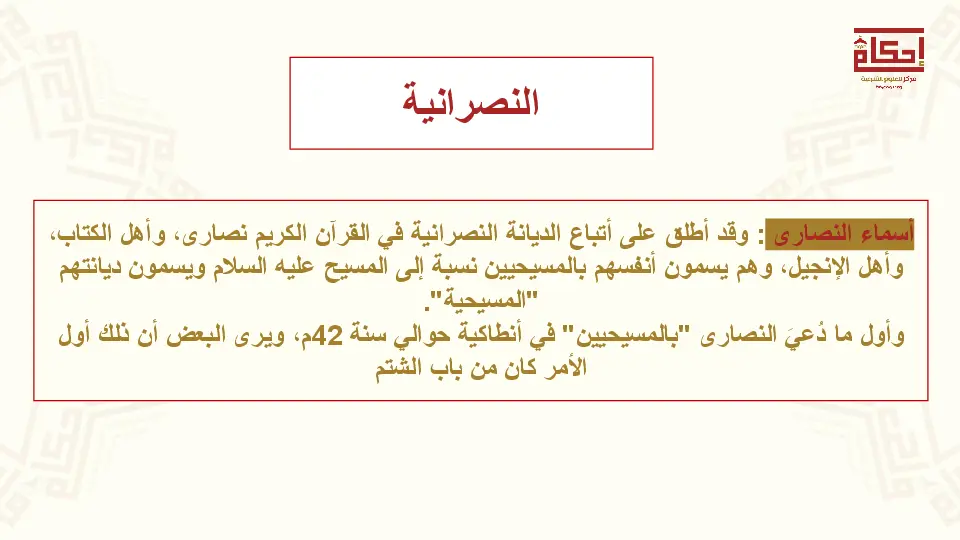 إحكام
مركز للعلوم الشرعية
النصرانية
أسماء النصارى : وقد أطلق على أتباع الديانة النصرانية في القرآن الكريم نصارى، وأهل الكتاب،
وأهل الإنجيل، وهم يسمون أنفسهم بالمسيحيين نسبة إلى المسيح عليه السلام ويسمون ديانتهم
"المسيحية".
وأول ما دُعيَ النصارى "بالمسيحيين" في أنطاكية حوالي سنة 42م، ويرى البعض أن ذلك أول
الأمر كان من باب الشتم